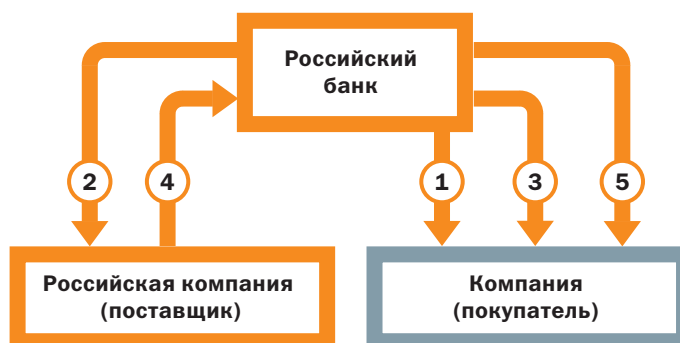 Российский
банк
2
4
1
3
5
Российская компания
(поставщик)
Компания
(покупатель)